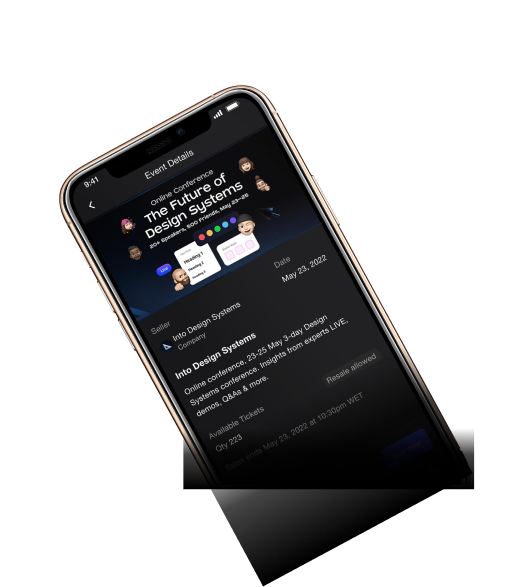 9:41
Event Details
Online Conference
The Future of
Design Systems
20+ Speakers, 500 Friends, May 23–25
Heading 1
Heading 2
Heading 3
Seller
Date
Into Design Systems
May 23, 2022
Company
Into Design Systems
Online conference, 23-25 May 3-day Design
Systems conference. Insights from experts LIVE,
demos, Q&As & more.
Available Tickets
Resale allowed
Qty 223
Sales ends May 23, 2022 at 10:30pm WET